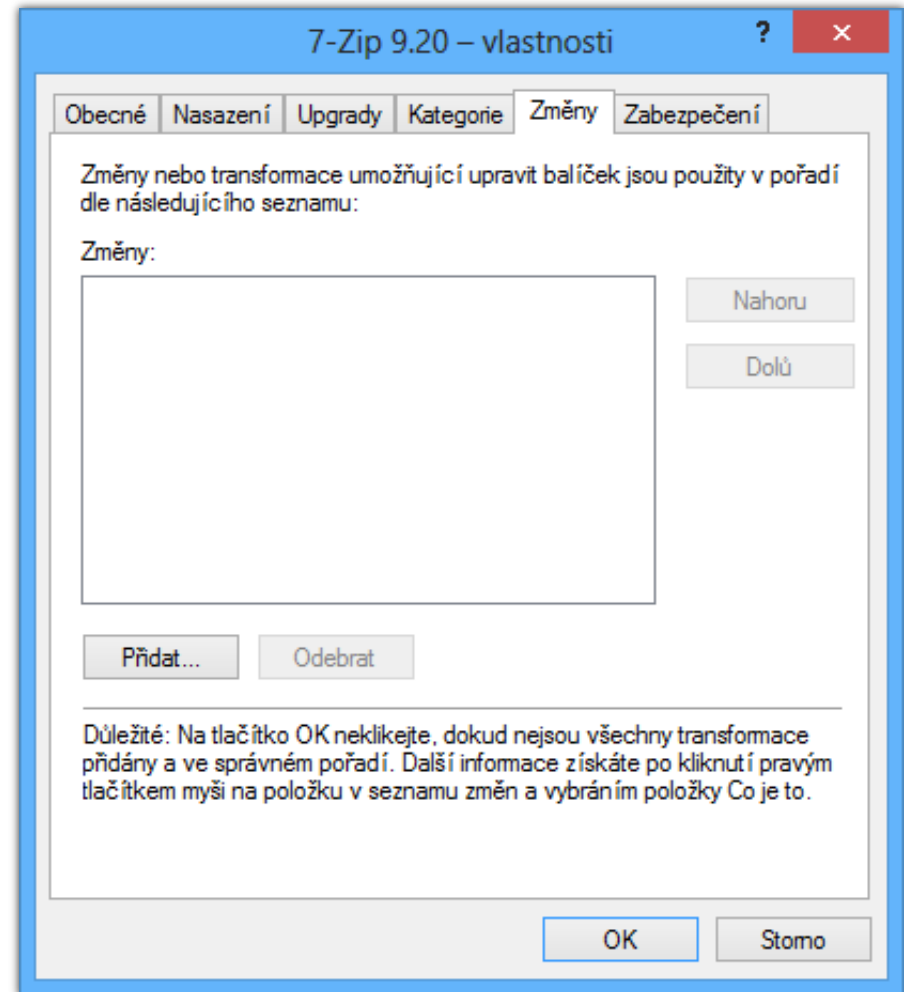 7-Zip 9.20 – vlastnosti
?
Obecné Nasazení Upgrady Kategorie Změny Zabezpečení
Změny nebo transformace umožňující upravit balíček jsou použity v pořadí
dle následujícího seznamu:
Změny:
Nahoru
Dolů
Přidat... Odebrat
Důležité: Na tlačítko OK neklikejte, dokud nejsou všechny transformace
přidány a ve správném pořadí. Další informace získáte po kliknutí pravým
tlačítkem myši na položku v seznamu změn a vybráním položky Co je to.
OK Storno